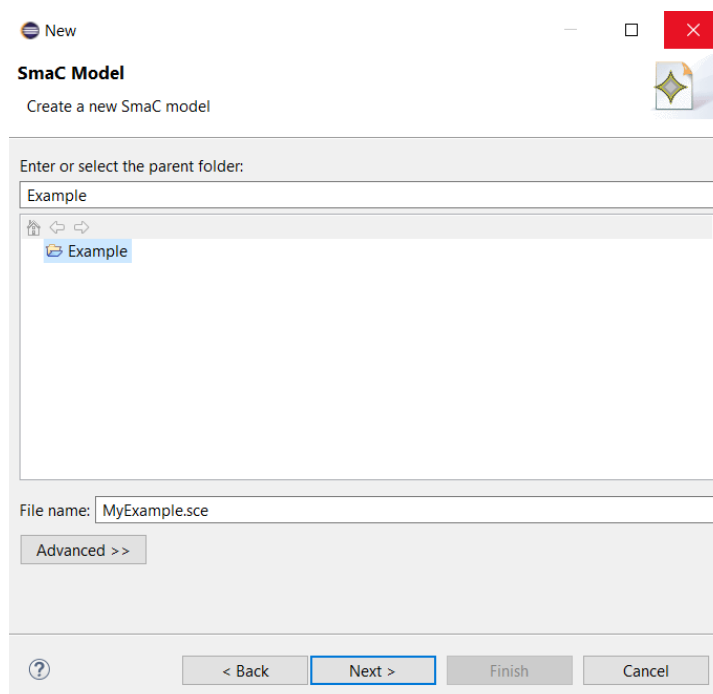 New
SmaC Model
Create a new SmaC model
Enter or select the parent folder:
Example
Example
File name: MyExample.sce
Advanced >>
? < Back Next > Finish Cancel